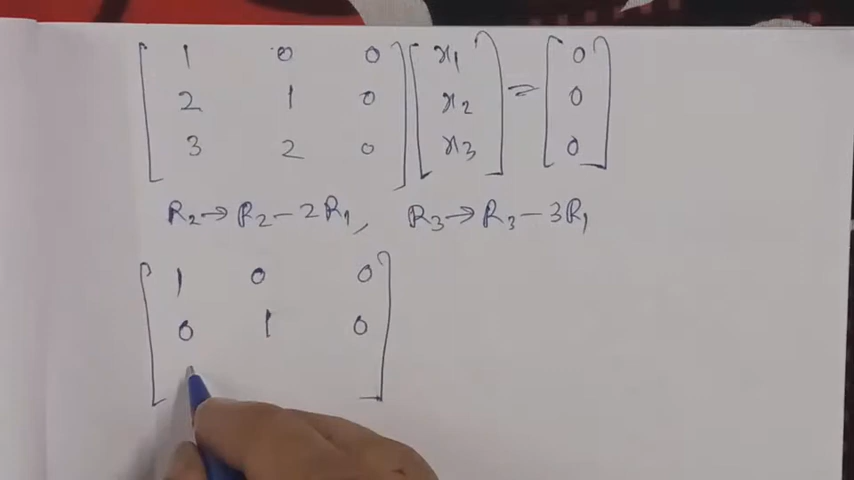 [ 1 0 0 ] [ x1 ] = [ 0 ]
[ 2 1 0 ] [ x2 ] [ 0 ]
[ 3 2 0 ] [ x3 ] [ 0 ]
R2 → R2 - 2R1, R3 → R3 - 3R1
[ 1 0 0 ]
[ 0 1 0 ]